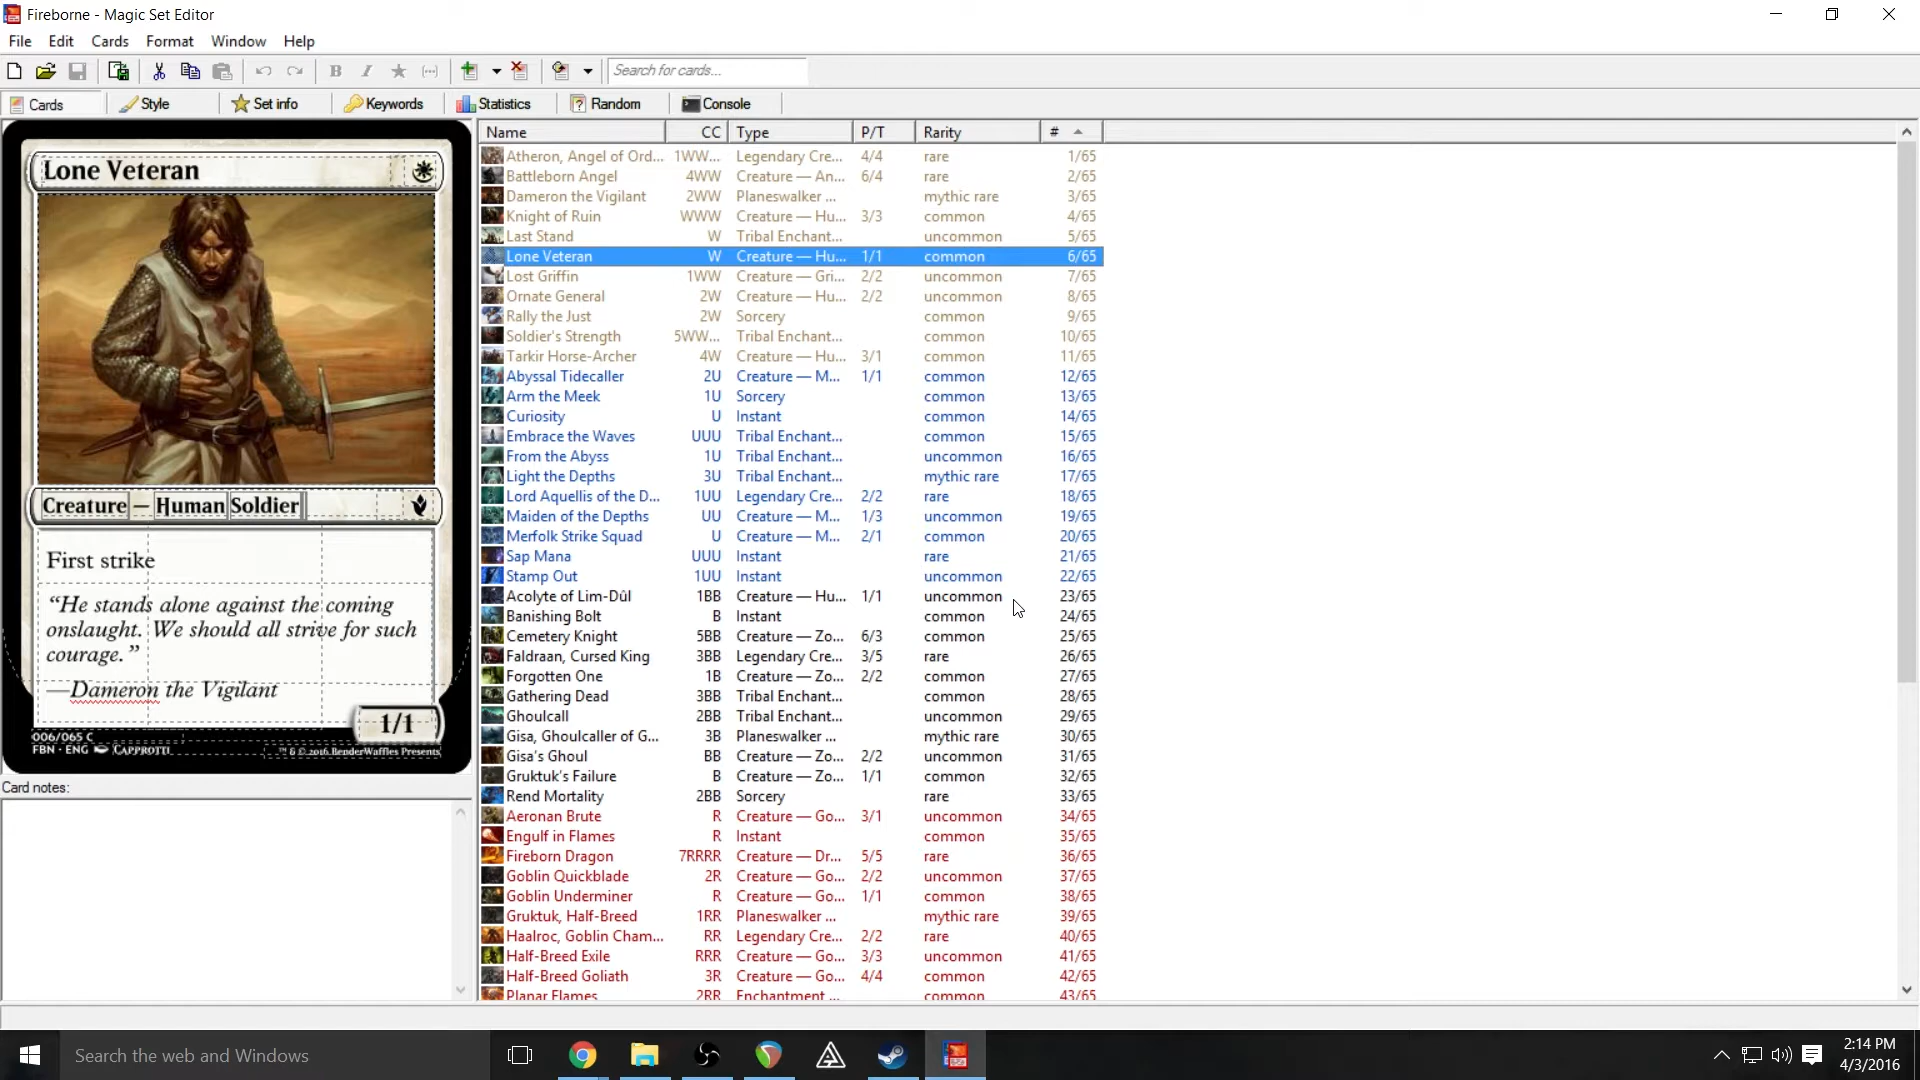 Fireborne - Magic Set Editor
File Edit Cards Format Window Help
Search for cards...
Cards Style Set info Keywords Statistics Random Console
Lone Veteran
Creature — Human Soldier
First strike
“He stands alone against the coming
onslaught. We should all strive for such
courage.”
—Dameron the Vigilant
1/1
006/065 C
FBN · ENG CAPPROTTI ™ & © 2016 BenderWaffles Presents
Card notes:
Name CC Type P/T Rarity #
Atheron, Angel of Ord... 1WW... Legendary Cre... 4/4 rare 1/65
Battleborn Angel 4WW Creature — An... 6/4 rare 2/65
Dameron the Vigilant 2WW Planeswalker ... mythic rare 3/65
Knight of Ruin WWW Creature — Hu... 3/3 common 4/65
Last Stand W Tribal Enchant... uncommon 5/65
Lone Veteran W Creature — Hu... 1/1 common 6/65
Lost Griffin 1WW Creature — Gri... 2/2 uncommon 7/65
Ornate General 2W Creature — Hu... 2/2 uncommon 8/65
Rally the Just 2W Sorcery common 9/65
Soldier's Strength 5WW... Tribal Enchant... common 10/65
Tarkir Horse-Archer 4W Creature — Hu... 3/1 common 11/65
Abyssal Tidecaller 2U Creature — M... 1/1 common 12/65
Arm the Meek 1U Sorcery common 13/65
Curiosity U Instant common 14/65
Embrace the Waves UUU Tribal Enchant... common 15/65
From the Abyss 1U Tribal Enchant... uncommon 16/65
Light the Depths 3U Tribal Enchant... mythic rare 17/65
Lord Aquellis of the D... 1UU Legendary Cre... 2/2 rare 18/65
Maiden of the Depths UU Creature — M... 1/3 uncommon 19/65
Merfolk Strike Squad U Creature — M... 2/1 common 20/65
Sap Mana UUU Instant rare 21/65
Stamp Out 1UU Instant uncommon 22/65
Acolyte of Lim-Dûl 1BB Creature — Hu... 1/1 uncommon 23/65
Banishing Bolt B Instant common 24/65
Cemetery Knight 5BB Creature — Zo... 6/3 common 25/65
Faldraan, Cursed King 3BB Legendary Cre... 3/5 rare 26/65
Forgotten One 1B Creature — Zo... 2/2 common 27/65
Gathering Dead 3BB Tribal Enchant... common 28/65
Ghoulcall 2BB Tribal Enchant... uncommon 29/65
Gisa, Ghoulcaller of G... 3B Planeswalker ... mythic rare 30/65
Gisa's Ghoul BB Creature — Zo... 2/2 uncommon 31/65
Gruktuk's Failure B Creature — Zo... 1/1 common 32/65
Rend Mortality 2BB Sorcery rare 33/65
Aeronan Brute R Creature — Go... 3/1 uncommon 34/65
Engulf in Flames R Instant common 35/65
Fireborn Dragon 7RRRR Creature — Dr... 5/5 rare 36/65
Goblin Quickblade 2R Creature — Go... 2/2 uncommon 37/65
Goblin Underminer R Creature — Go... 1/1 common 38/65
Gruktuk, Half-Breed 1RR Planeswalker ... mythic rare 39/65
Haalroc, Goblin Cham... RR Legendary Cre... 2/2 rare 40/65
Half-Breed Exile RRR Creature — Go... 3/3 uncommon 41/65
Half-Breed Goliath 3R Creature — Go... 4/4 common 42/65
Planar Flames 2RR Enchantment ... common 43/65
Search the web and Windows
2:14 PM
4/3/2016